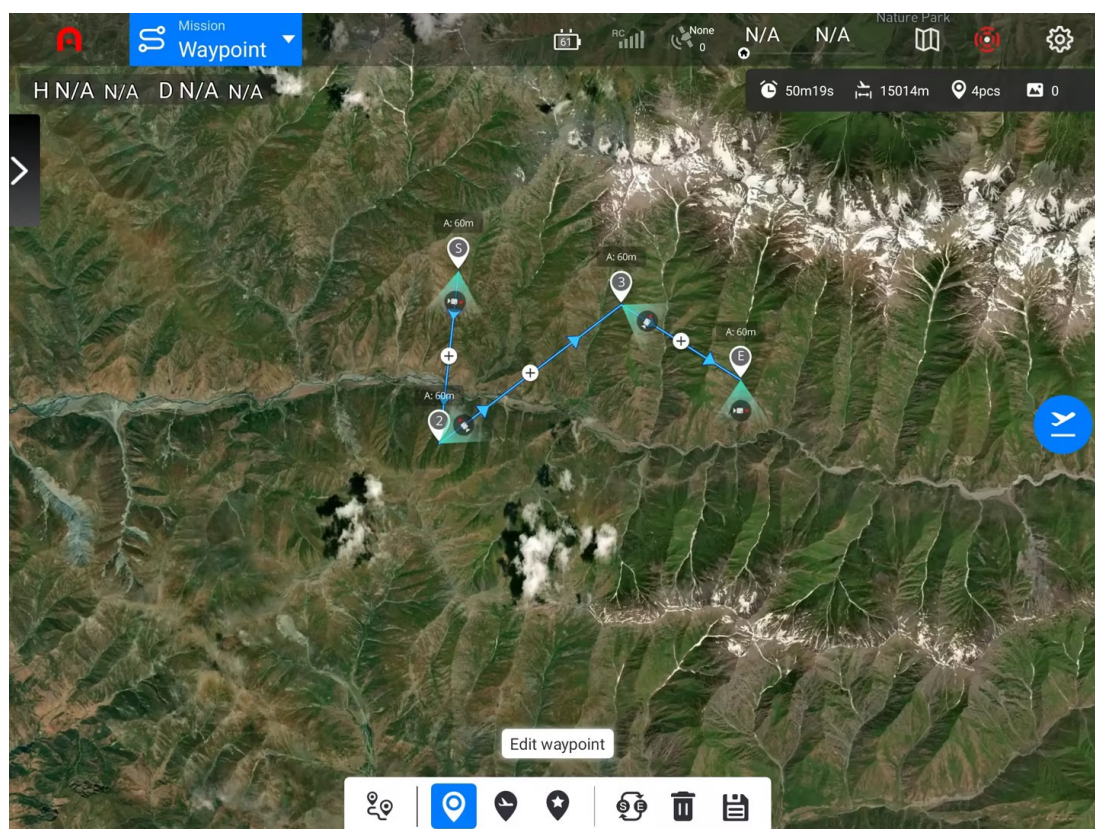 Nature Park
Mission
Waypoint
61
RC
None
0
N/A
N/A
H N/A N/A D N/A N/A
50m19s
15014m
4pcs
0
A: 60m
S
A: 60m
3
A: 60m
E
A: 60m
2
Edit waypoint
S E